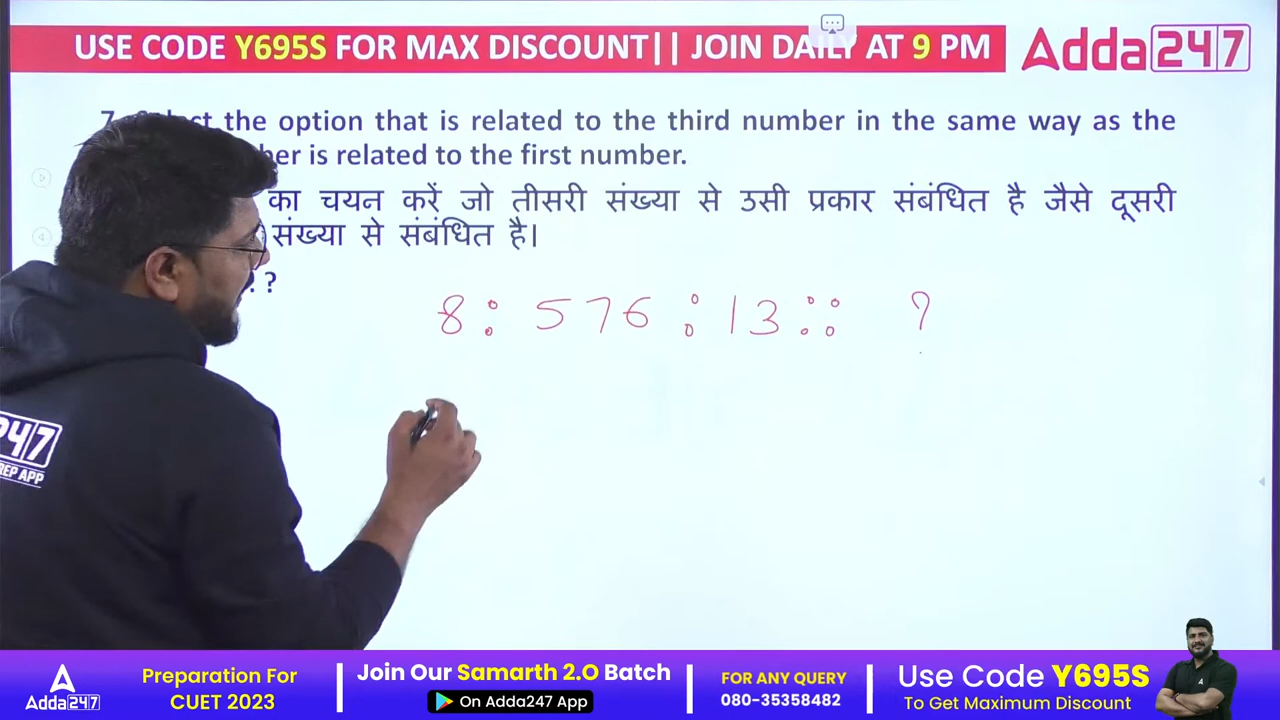 USE CODE Y695S FOR MAX DISCOUNT|| JOIN DAILY AT 9 PM
Adda247
the option that is related to the third number in the same way as the
is related to the first number.
का चयन करें जो तीसरी संख्या से उसी प्रकार संबंधित है जैसे दूसरी
संख्या से संबंधित है।
?
8 : 576 : 13 :: ?
247
REP APP
Adda247
Preparation For
CUET 2023
Join Our Samarth 2.O Batch
On Adda247 App
FOR ANY QUERY
080-35358482
Use Code Y695S
To Get Maximum Discount